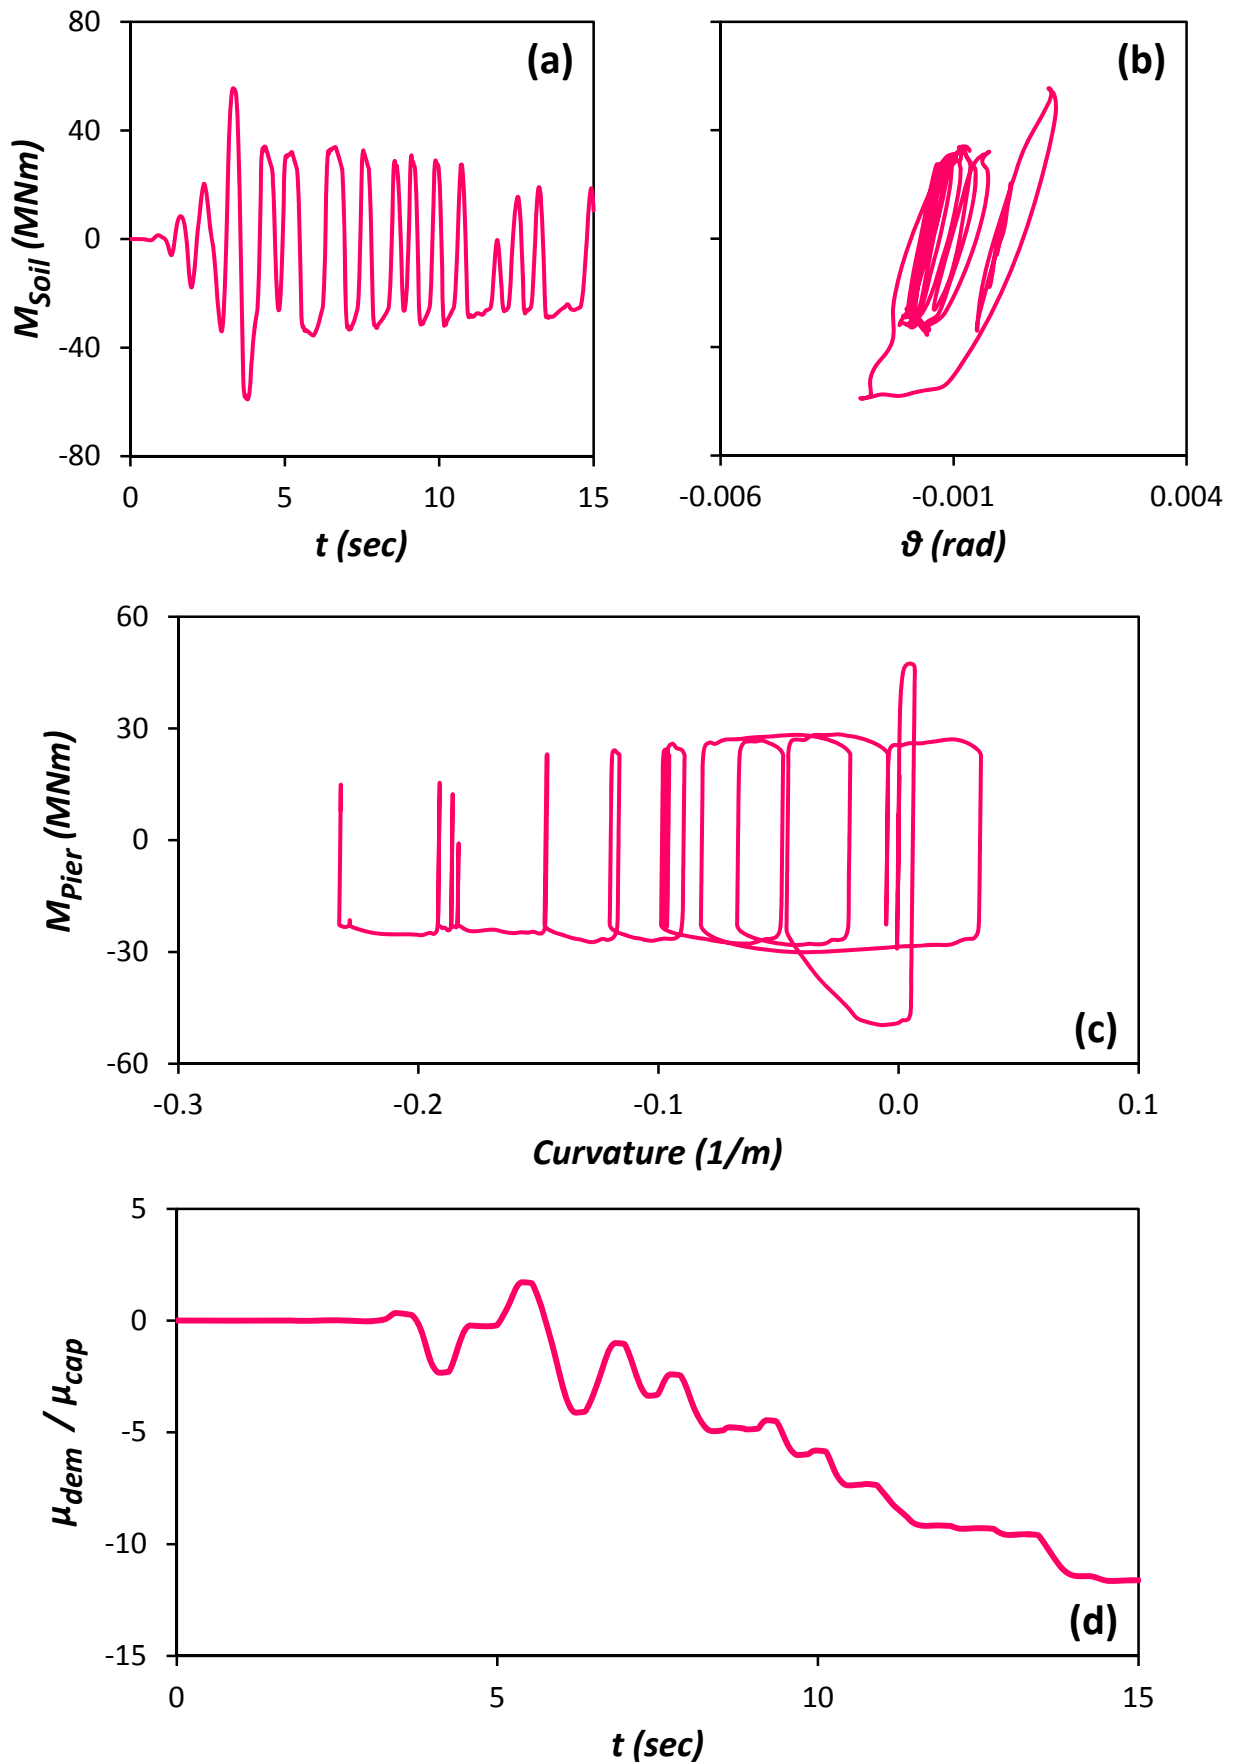 80
40
0
-40
-80
M_Soil (MNm)
(a)
0 5 10 15
t (sec)
(b)
-0.006 -0.001 0.004
ϑ (rad)
60
30
0
-30
-60
M_Pier (MNm)
(c)
-0.3 -0.2 -0.1 0.0 0.1
Curvature (1/m)
5
0
-5
-10
-15
μ_dem / μ_cap
(d)
0 5 10 15
t (sec)